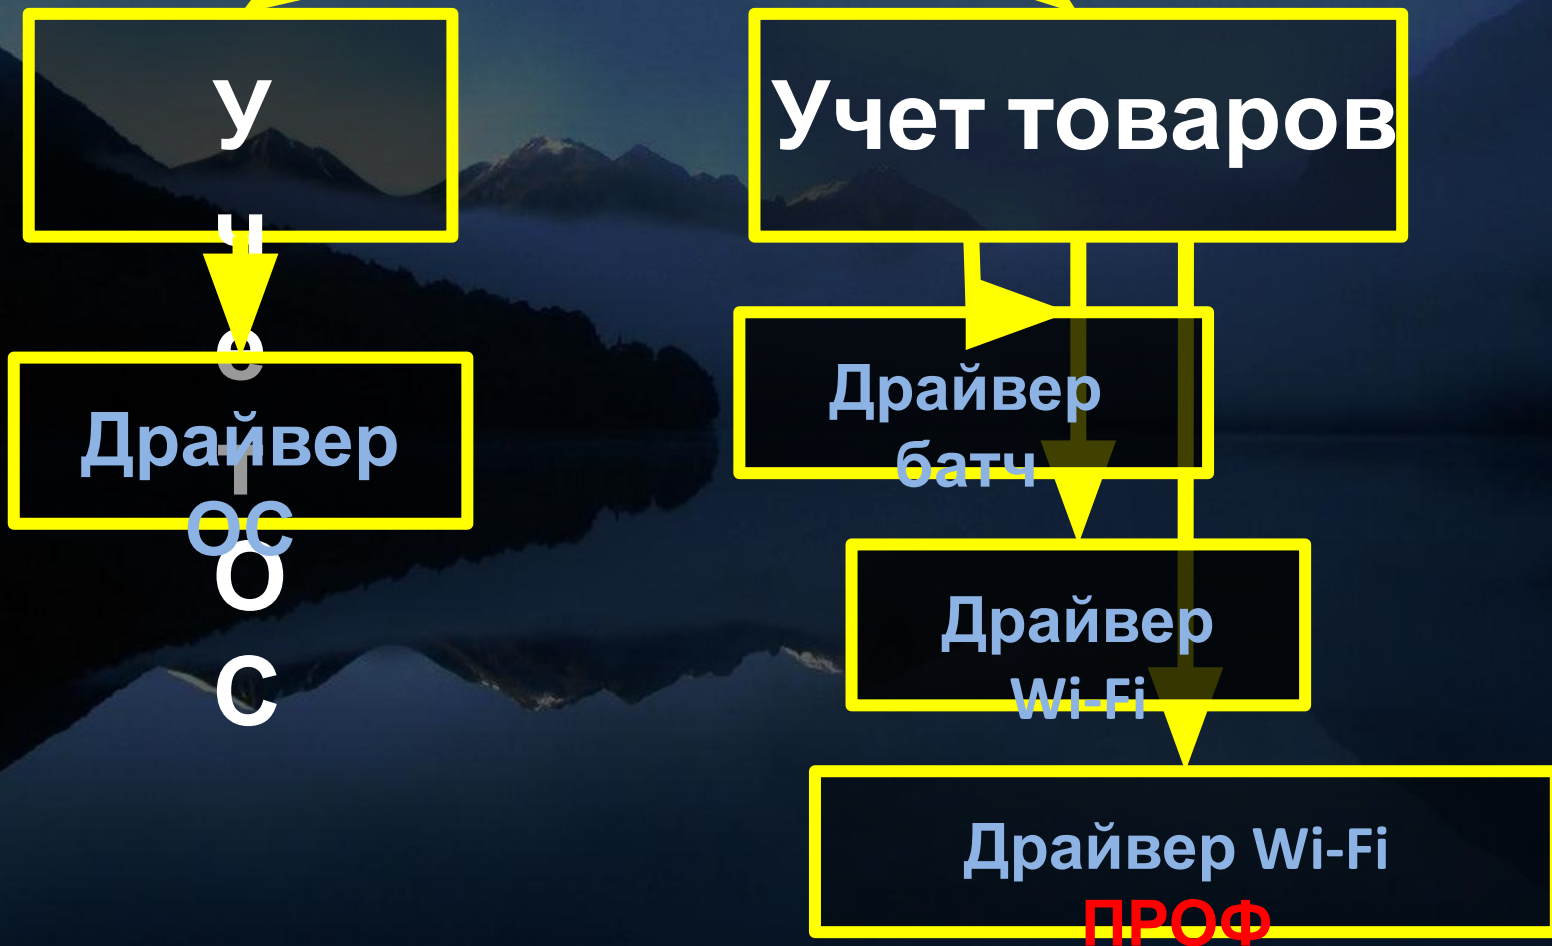 У
ч
е
т
О
С
Учет товаров
Драйвер
ОС
Драйвер
батч
Драйвер
Wi-Fi
Драйвер Wi-Fi
ПРОФ